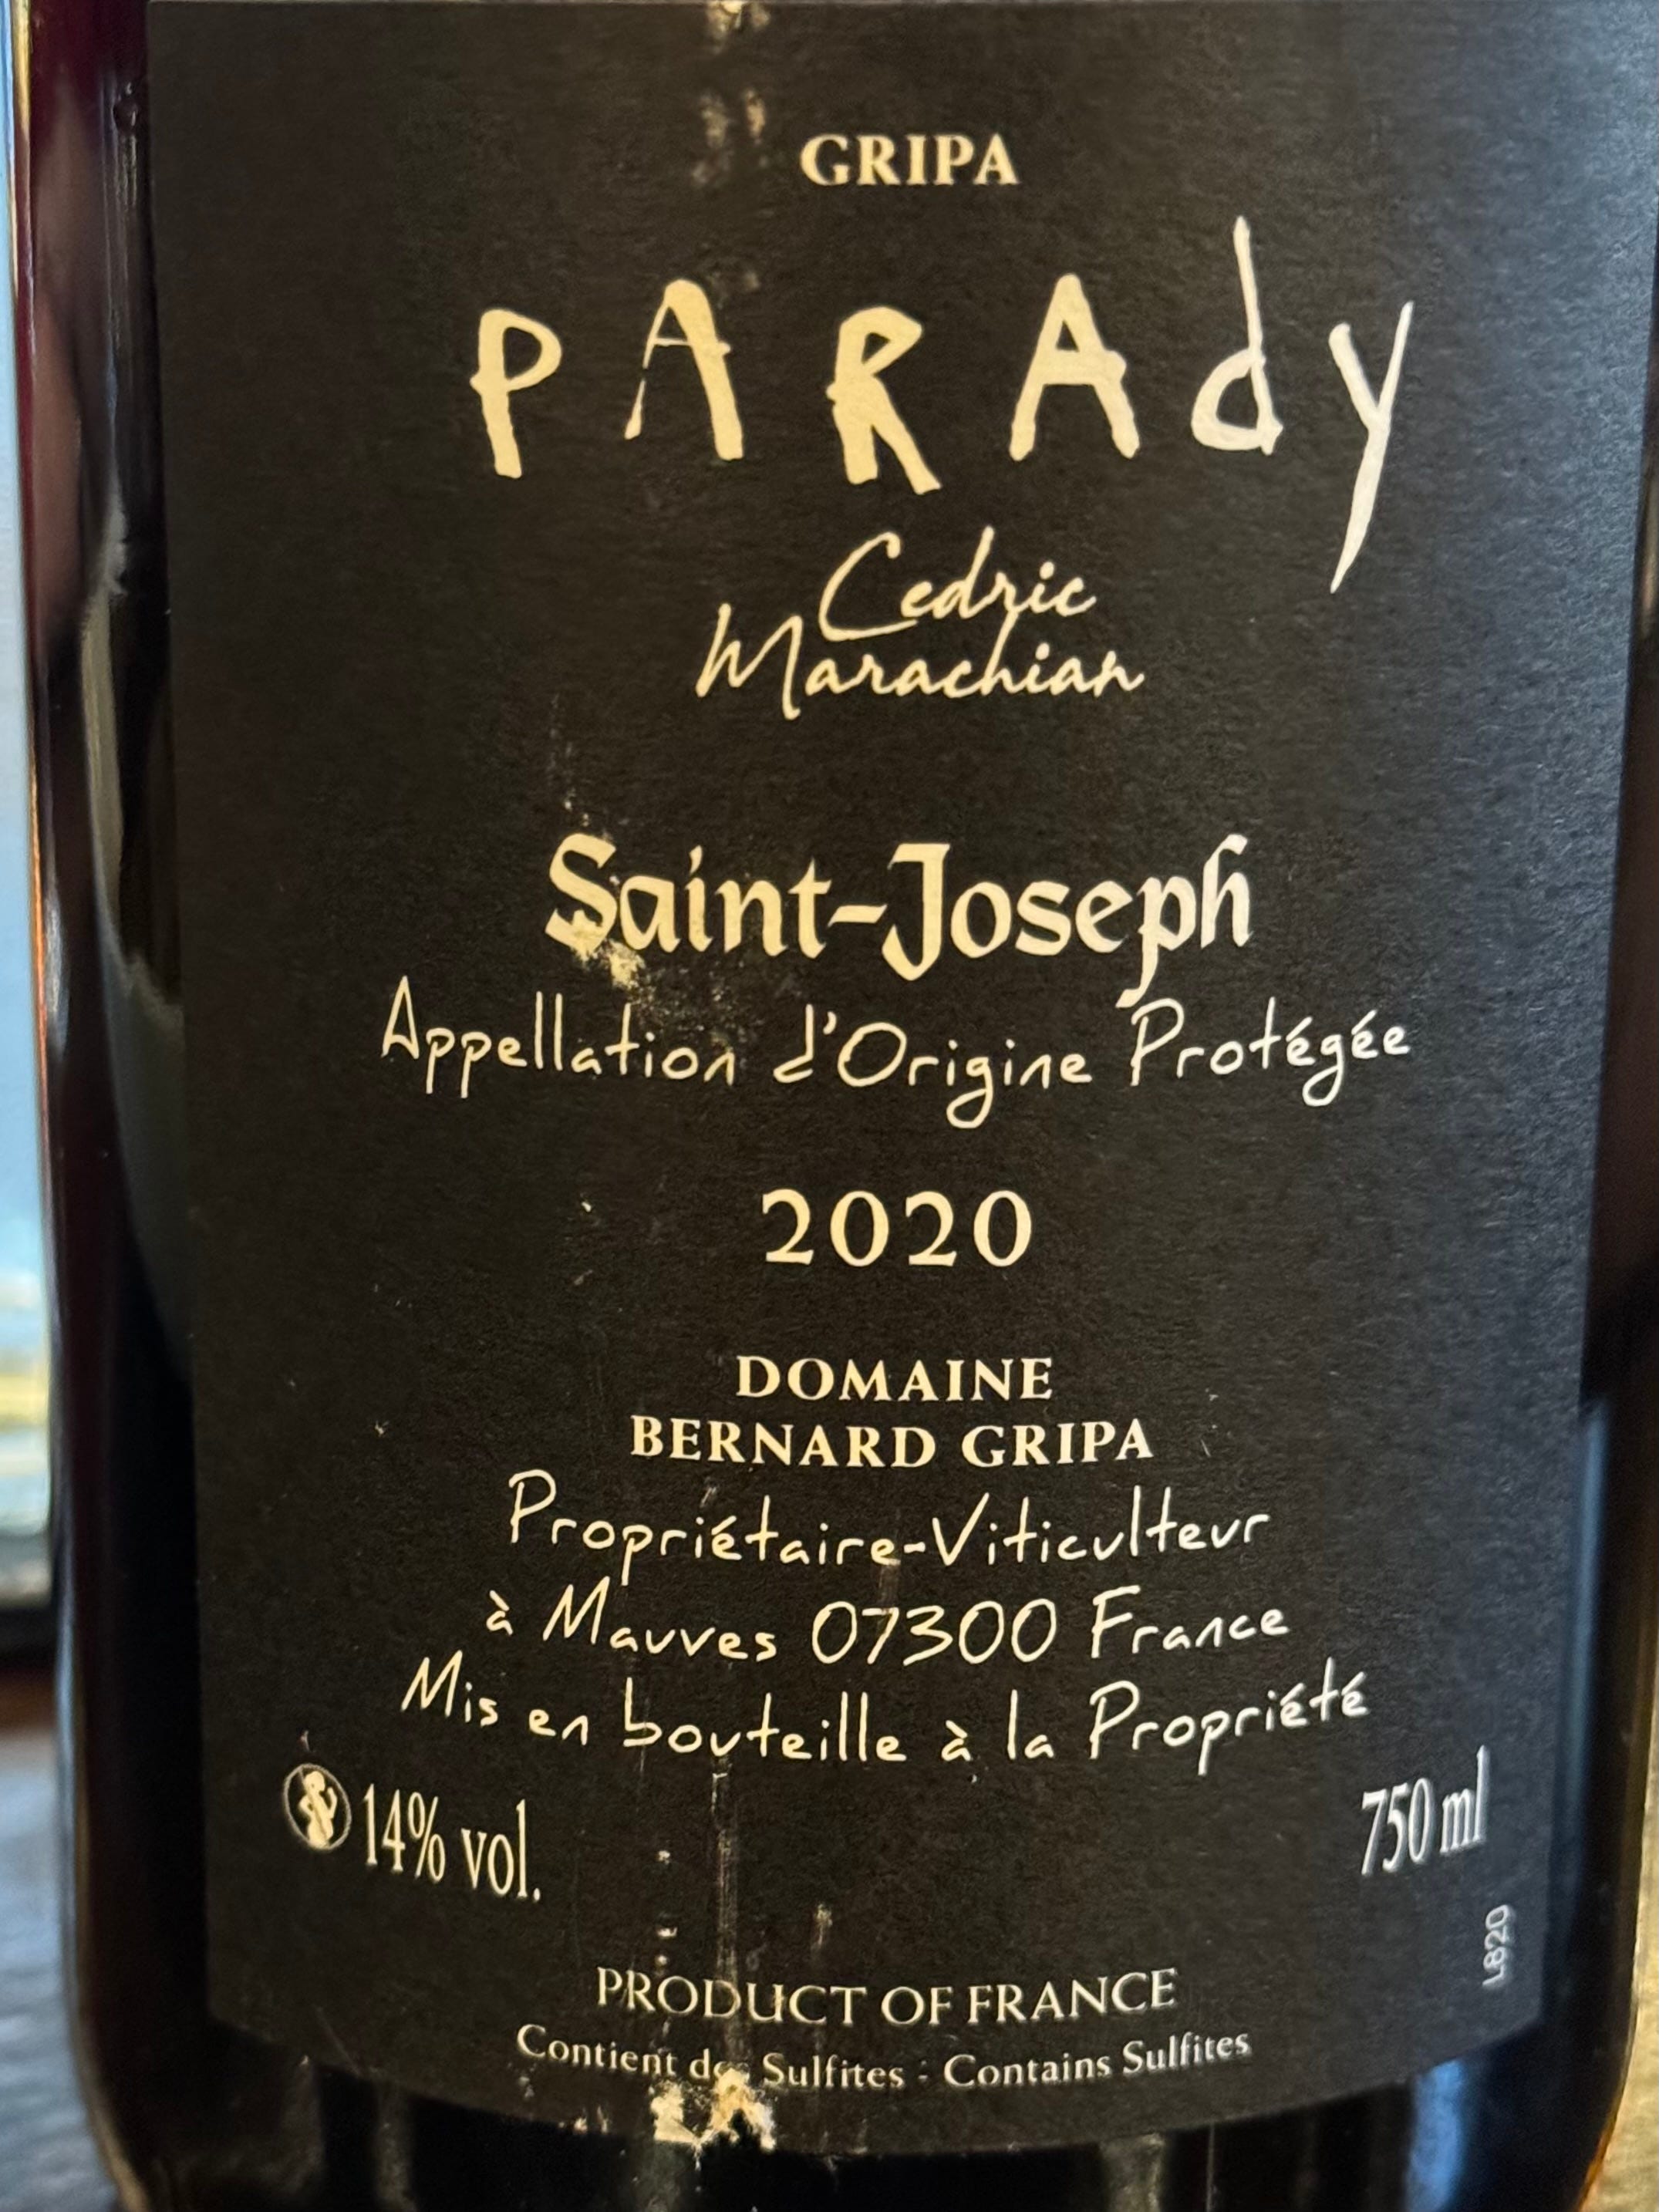 GRIPA
PARAdy
Cedric
Marachian
Saint-Joseph
Appellation d'Origine Protégée
2020
DOMAINE
BERNARD GRIPA
Propriétaire-Viticulteur
à Mauves 07300 France
Mis en bouteille à la Propriété
14% vol.
750 ml
L820
PRODUCT OF FRANCE
Contient des Sulfites - Contains Sulfites